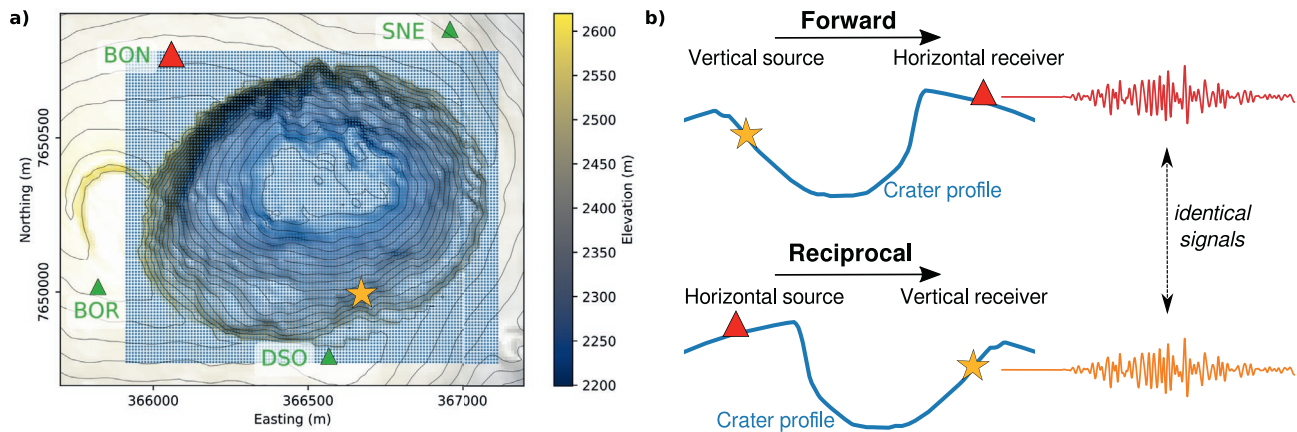 a)
SNE
BON
BOR
DSO
7650500
7650000
Northing (m)
366000
366500
367000
Easting (m)
2600
2550
2500
2450
2400
2350
2300
2250
2200
Elevation (m)
b)
Forward
Vertical source
Horizontal receiver
Crater profile
identical
signals
Reciprocal
Horizontal source
Vertical receiver
Crater profile